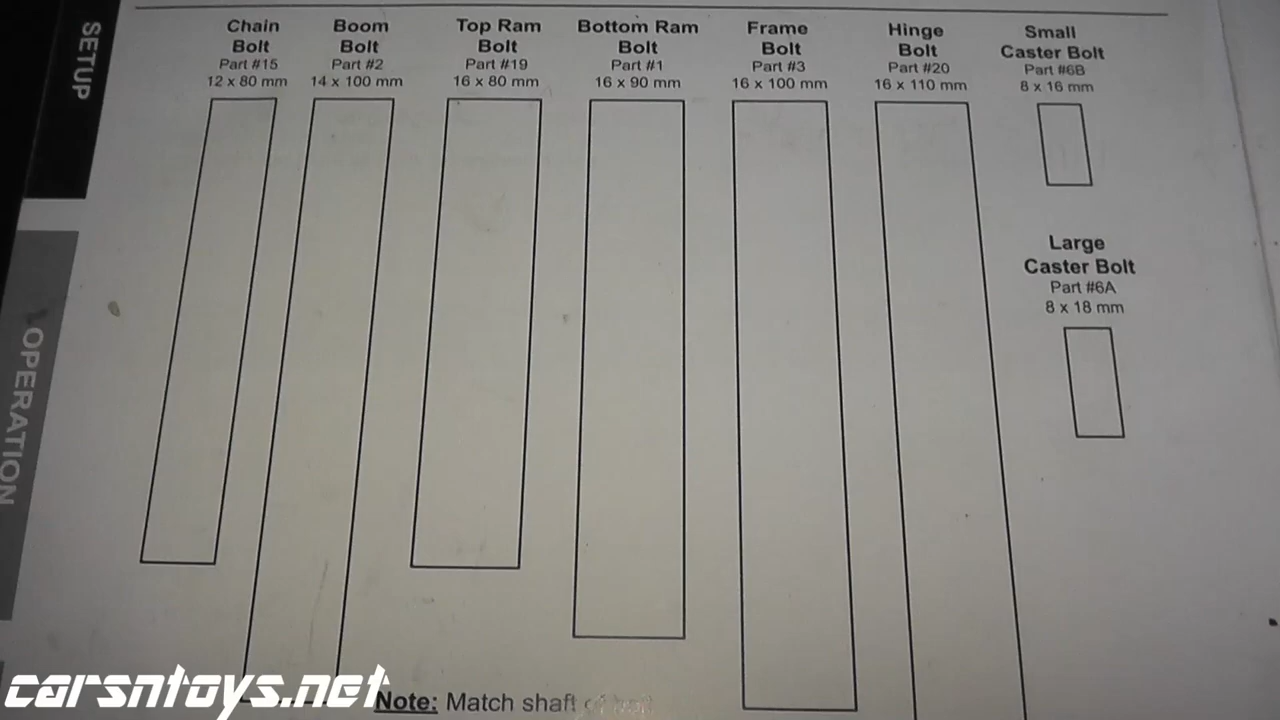 SETUP
OPERATION
Chain
Bolt
Part #15
12 x 80 mm
Boom
Bolt
Part #2
14 x 100 mm
Top Ram
Bolt
Part #19
16 x 80 mm
Bottom Ram
Bolt
Part #1
16 x 90 mm
Frame
Bolt
Part #3
16 x 100 mm
Hinge
Bolt
Part #20
16 x 110 mm
Small
Caster Bolt
Part #6B
8 x 16 mm
Large
Caster Bolt
Part #6A
8 x 18 mm
Note: Match shaft
carsntoys.net